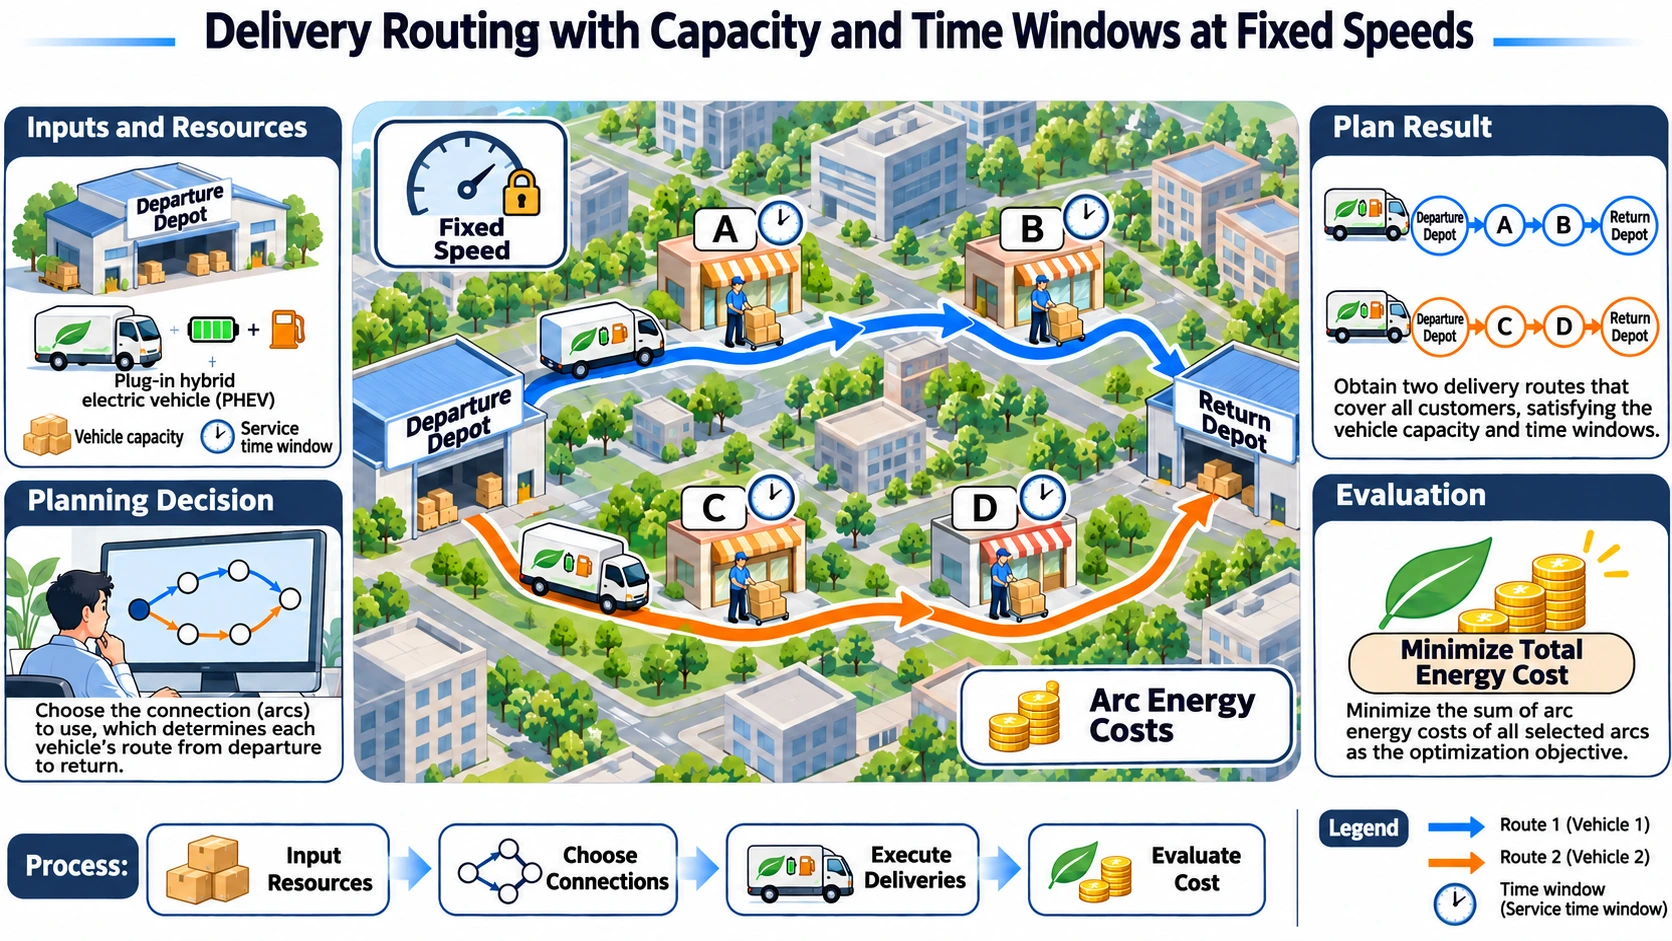 Delivery Routing with Capacity and Time Windows at Fixed Speeds
Inputs and Resources
Departure
Depot
Plug-in hybrid
electric vehicle (PHEV)
Vehicle capacity
Service
time window
Planning Decision
Choose the connection (arcs)
to use, which determines each
vehicle's route from departure
to return.
Fixed
Speed
A
B
Departure
Depot
Return
Depot
C
D
Arc Energy
Costs
Plan Result
Departure
Depot
A
B
Return
Depot
Departure
Depot
C
D
Return
Depot
Obtain two delivery routes that
cover all customers, satisfying the
vehicle capacity and time windows.
Evaluation
Minimize Total
Energy Cost
Minimize the sum of arc
energy costs of all selected arcs
as the optimization objective.
Process:
Input
Resources
Choose
Connections
Execute
Deliveries
Evaluate
Cost
Legend
Route 1 (Vehicle 1)
Route 2 (Vehicle 2)
Time window
(Service time window)